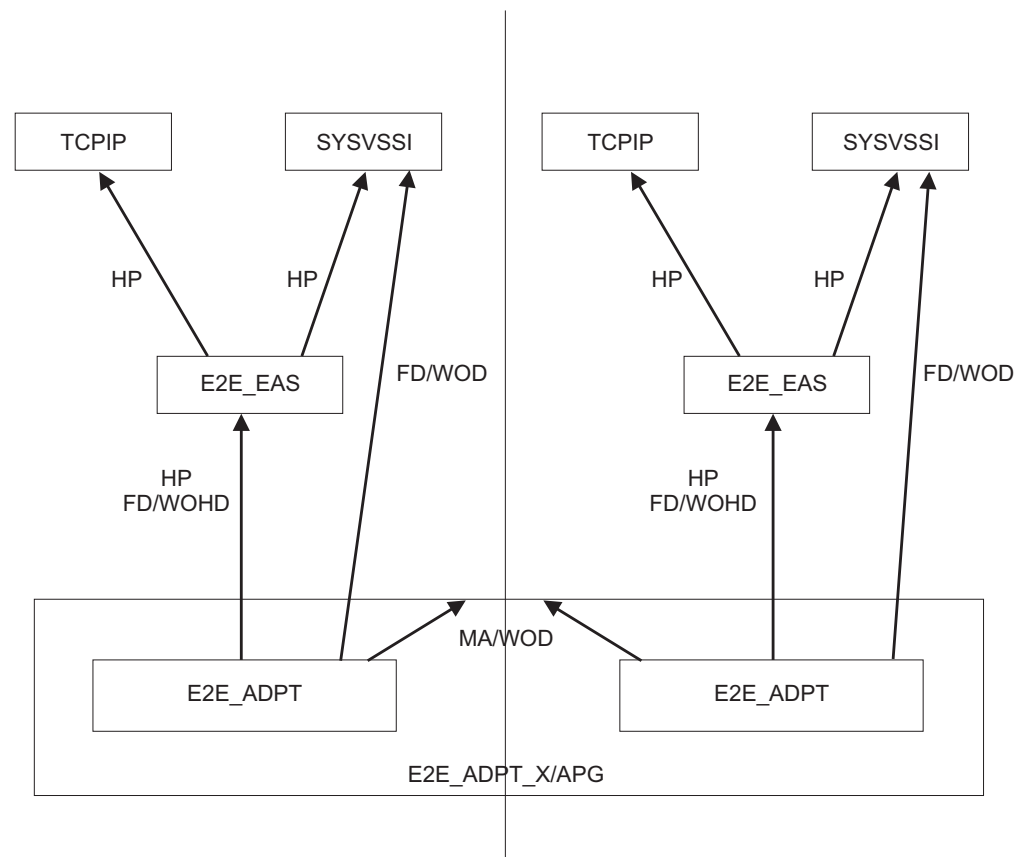 TCPIP
SYSVSSI
TCPIP
SYSVSSI
HP
HP
HP
HP
E2E_EAS
FD/WOD
E2E_EAS
FD/WOD
HP
FD/WOHD
HP
FD/WOHD
MA/WOD
E2E_ADPT
E2E_ADPT
E2E_ADPT_X/APG